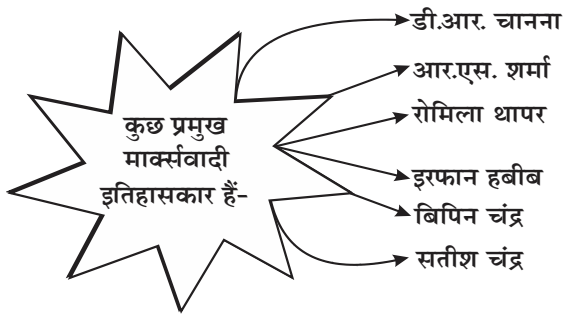 कुछ प्रमुख
मार्क्सवादी
इतिहासकार हैं-
डी.आर. चानना
आर.एस. शर्मा
रोमिला थापर
इरफान हबीब
बिपिन चंद्र
सतीश चंद्र